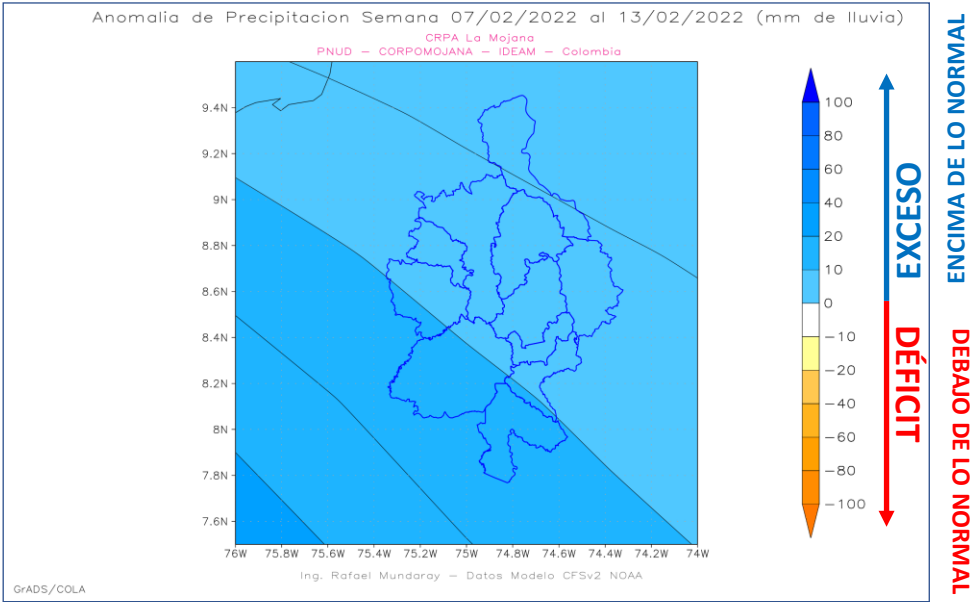 Anomalia de Precipitacion Semana 07/02/2022 al 13/02/2022 (mm de lluvia)
CRPA La Mojana
PNUD – CORPOMOJANA – IDEAM – Colombia
9.4N
9.2N
9N
8.8N
8.6N
8.4N
8.2N
8N
7.8N
7.6N
76W 75.8W 75.6W 75.4W 75.2W 75W 74.8W 74.6W 74.4W 74.2W 74W
100
80
60
40
20
10
0
−10
−20
−40
−60
−80
−100
EXCESO
DÉFICIT
ENCIMA DE LO NORMAL
DEBAJO DE LO NORMAL
Ing. Rafael Mundaray – Datos Modelo CFSv2 NOAA
GrADS/COLA